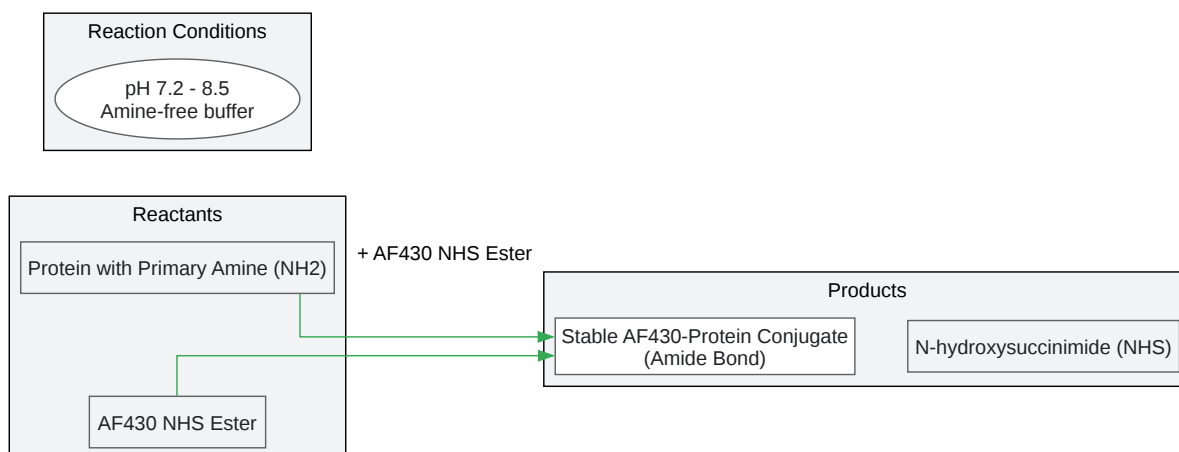 Reaction Conditions
pH 7.2 - 8.5
Amine-free buffer
Reactants
Protein with Primary Amine (NH2)
+ AF430 NHS Ester
AF430 NHS Ester
Products
Stable AF430-Protein Conjugate
(Amide Bond)
N-hydroxysuccinimide (NHS)